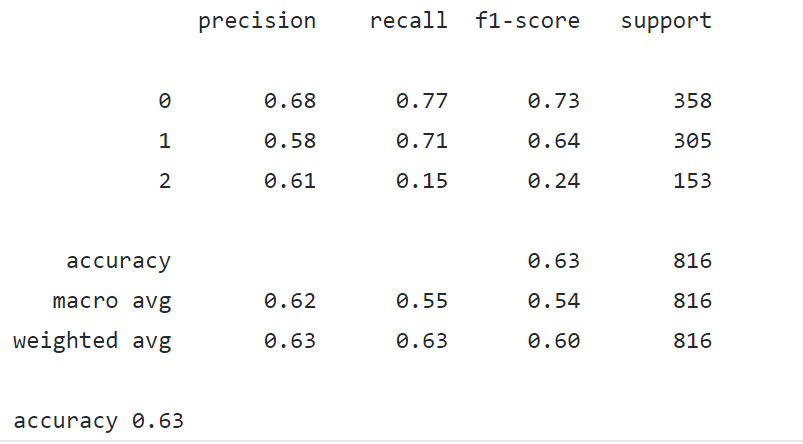 precision recall f1-score support
0 0.68 0.77 0.73 358
1 0.58 0.71 0.64 305
2 0.61 0.15 0.24 153
accuracy 0.63 816
macro avg 0.62 0.55 0.54 816
weighted avg 0.63 0.63 0.60 816
accuracy 0.63